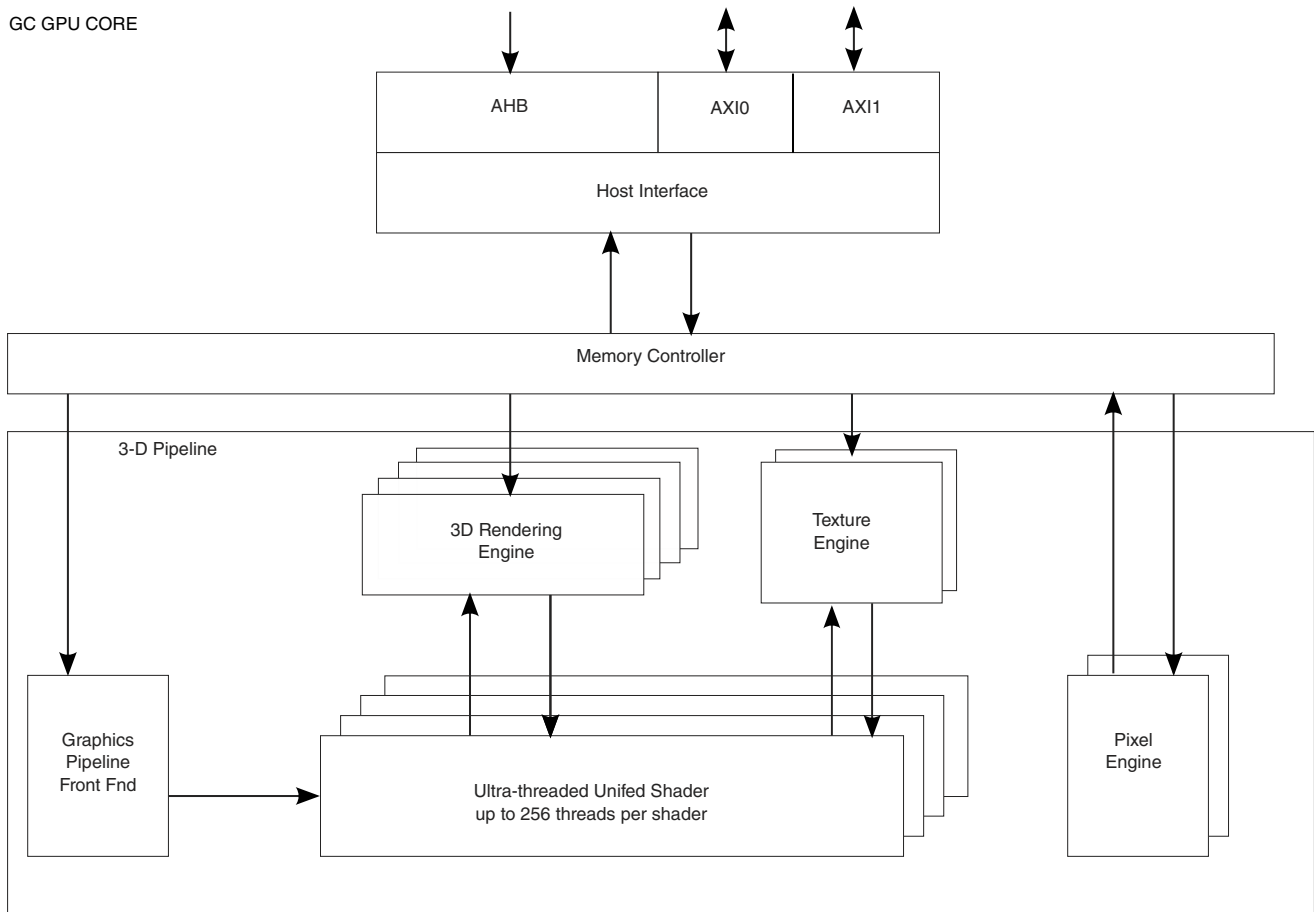 GC GPU CORE
AHB
AXI0
AXI1
Host Interface
Memory Controller
3-D Pipeline
3D Rendering
Engine
Texture
Engine
Graphics
Pipeline
Front Fnd
Ultra-threaded Unifed Shader
up to 256 threads per shader
Pixel
Engine